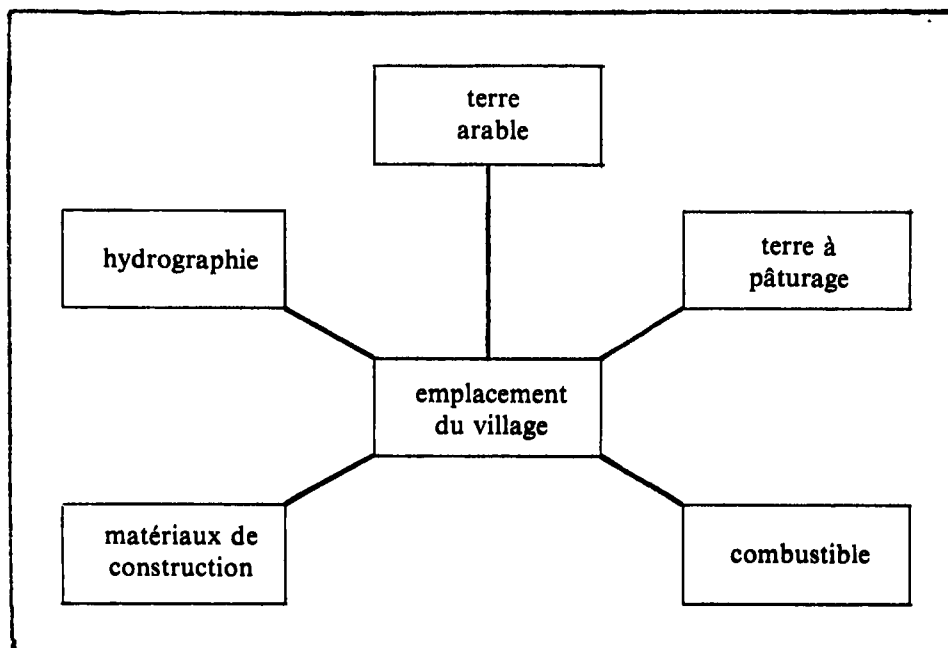 terre
arable
hydrographie
terre à
pâturage
emplacement
du village
matériaux de
construction
combustible